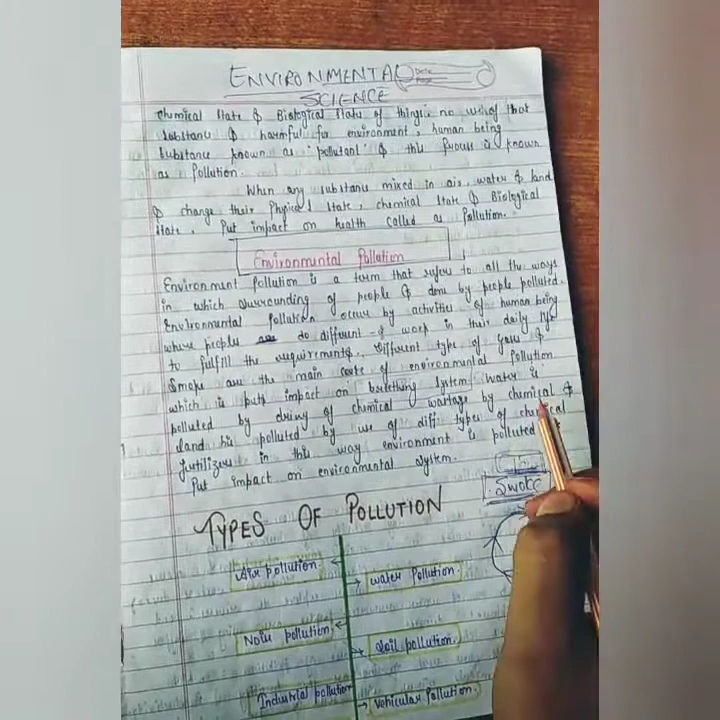 ENVIRONMENTAL
SCIENCE
Date
Page
chemical state & Biological state of things. no use of that
substance & harmful for environment, human being
substance known as 'pollutant' & this process is known
as Pollution.
When any substance mixed in air, water & land
& change their Physical state, chemical state & Biological
state. Put impact on health called as Pollution.
Environmental Pollution
Environment Pollution is a term that refers to all the ways
in which surrounding of people & done by people polluted.
Environmental Pollution occur by activities of human being
where people do different - & work in their daily life
to fulfill the requirements. Different type of gases &
Smoke are the main cause of environmental Pollution
which is puts impact on breathing system. Water is
polluted by of chemical wastage by chemical &
land his polluted by use of diff. types of chemical
fertilizers in this way environment is polluted
Put impact on environmental system.
TYPES OF POLLUTION
Smoke
Air pollution.
water Pollution.
Noise pollution.
Soil pollution.
Industrial pollution
Vehicular Pollution.